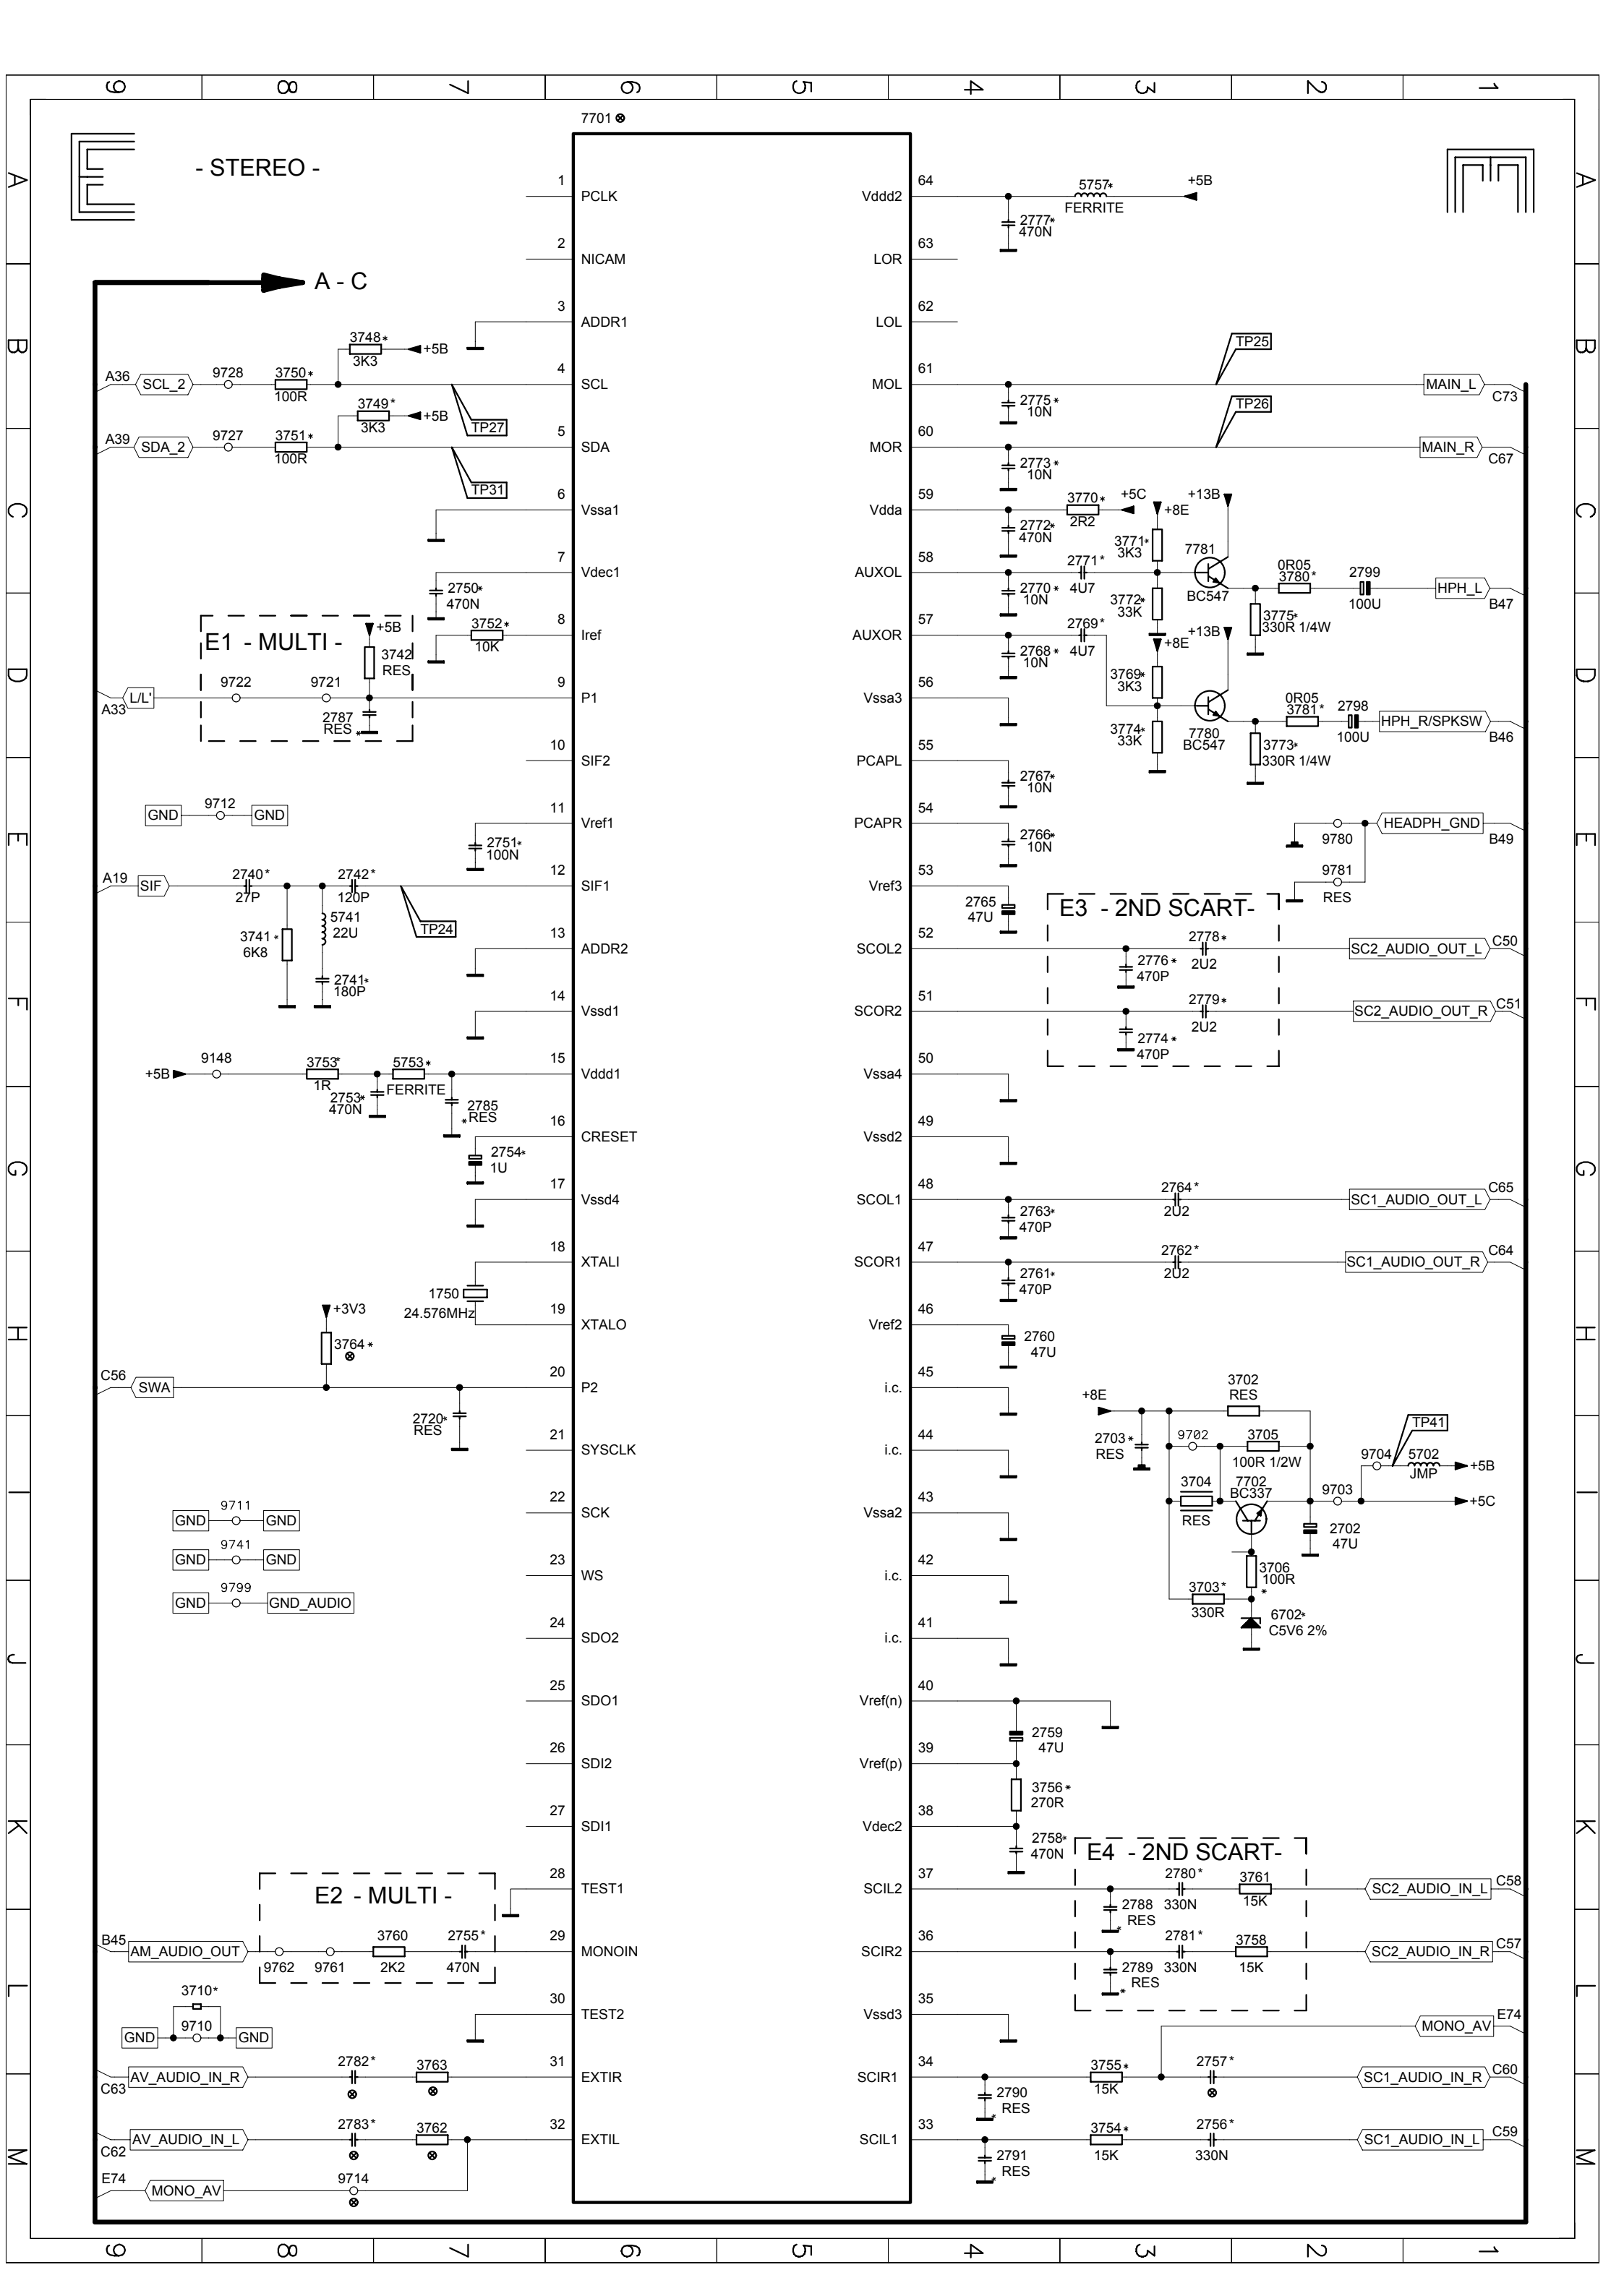 9 8 7 6 5 4 3 2 1
7701 ⊗
- STEREO -
A A
1 PCLK
Vddd2 64
5757*
FERRITE
+5B
2777*
470N
2 NICAM
LOR 63
A - C
3 ADDR1
LOL 62
B B
3748*
3K3
+5B
TP25
A36 SCL_2 9728 3750*
100R
4 SCL
MOL 61
MAIN_L
C73
3749*
3K3
+5B
TP27
2775*
10N
TP26
A39 SDA_2 9727 3751*
100R
5 SDA
MOR 60
MAIN_R
C67
TP31
2773*
10N
C C
6 Vssa1
Vdda 59
3770*
2R2
+5C
+8E
+13B
2772*
470N
3771*
3K3
7781
BC547
7 Vdec1
AUXOL 58
2771*
4U7
2750*
470N
2770*
10N
3772*
33K
0R05
3780*
2799
100U
HPH_L
B47
3775*
330R 1/4W
E1 - MULTI -
+5B
3742
RES
3752*
10K
8 Iref
AUXOR 57
2769*
4U7
+8E
+13B
2768*
10N
3769*
3K3
D D
L/L'
A33
9722 9721
2787
RES *
9 P1
Vssa3 56
3774*
33K
7780
BC547
0R05
3781*
2798
100U
HPH_R/SPKSW
B46
3773*
330R 1/4W
10 SIF2
PCAPL 55
2767*
10N
E E
GND 9712 GND
11 Vref1
PCAPR 54
2751*
100N
2766*
10N
9780
HEADPH_GND
B49
9781
RES
A19 SIF 2740*
27P
2742*
120P
12 SIF1
Vref3 53
2765
47U
E3 - 2ND SCART-
3741*
6K8
5741
22U
TP24
2741*
180P
13 ADDR2
SCOL2 52
2778*
2U2
2776*
470P
SC2_AUDIO_OUT_L C50
F F
14 Vssd1
SCOR2 51
2779*
2U2
2774*
470P
SC2_AUDIO_OUT_R C51
+5B 9148 3753*
1R
5753*
FERRITE
15 Vddd1
Vssa4 50
2753*
470N
2785
*RES
16 CRESET
Vssd2 49
2754*
1U
G G
17 Vssd4
SCOL1 48
2764*
2U2
2763*
470P
SC1_AUDIO_OUT_L C65
18 XTALI
SCOR1 47
2762*
2U2
2761*
470P
SC1_AUDIO_OUT_R C64
1750
24.576MHz
H H
+3V3
3764*
⊗
19 XTALO
Vref2 46
2760
47U
C56 SWA
20 P2
i.c. 45
2720*
RES
+8E
3702
RES
21 SYSCLK
i.c. 44
2703*
RES
9702
3705
100R 1/2W
TP41
9704 5702
JMP
+5B
I I
GND 9711 GND
22 SCK
Vssa2 43
3704
RES
7702
BC337
9703
+5C
2702
47U
GND 9741 GND
23 WS
i.c. 42
3706
100R
*
GND 9799 GND_AUDIO
3703*
330R
6702*
C5V6 2%
24 SDO2
i.c. 41
J J
25 SDO1
Vref(n) 40
2759
47U
26 SDI2
Vref(p) 39
3756*
270R
K K
27 SDI1
Vdec2 38
2758*
470N
E4 - 2ND SCART-
E2 - MULTI -
28 TEST1
SCIL2 37
2780*
330N
3761
15K
2788
RES
*
SC2_AUDIO_IN_L C58
B45 AM_AUDIO_OUT
9762 9761
3760
2K2
2755*
470N
29 MONOIN
SCIR2 36
2781*
330N
3758
15K
2789
RES
*
SC2_AUDIO_IN_R C57
L L
3710*
GND 9710 GND
30 TEST2
Vssd3 35
MONO_AV E74
C63 AV_AUDIO_IN_R
2782*
⊗
3763
⊗
31 EXTIR
SCIR1 34
3755*
15K
2757*
⊗
2790
RES
*
SC1_AUDIO_IN_R C60
C62 AV_AUDIO_IN_L
2783*
⊗
3762
⊗
32 EXTIL
SCIL1 33
3754*
15K
2756*
330N
2791
RES
*
SC1_AUDIO_IN_L C59
M M
E74 MONO_AV
9714
⊗
9 8 7 6 5 4 3 2 1